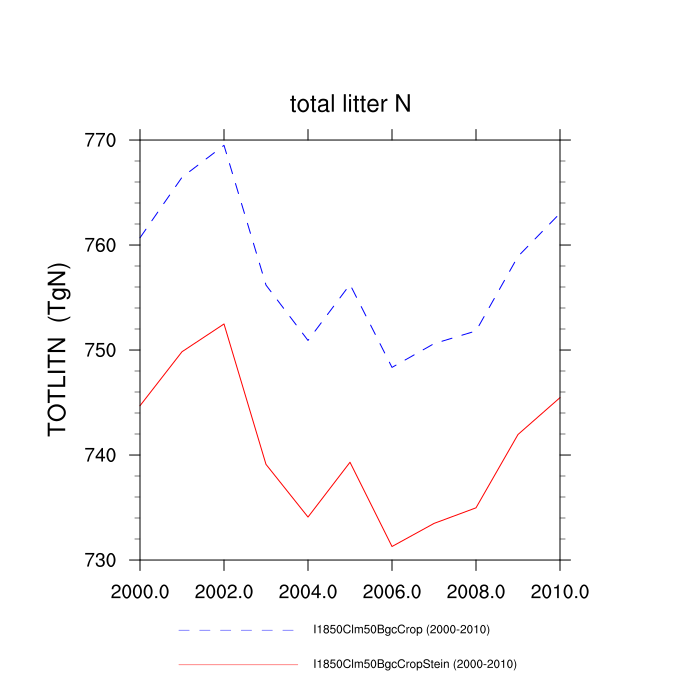 total litter N
TOTLITN (TgN)
770
760
750
740
730
2000.0 2002.0 2004.0 2006.0 2008.0 2010.0
I1850Clm50BgcCrop (2000-2010)
I1850Clm50BgcCropStein (2000-2010)